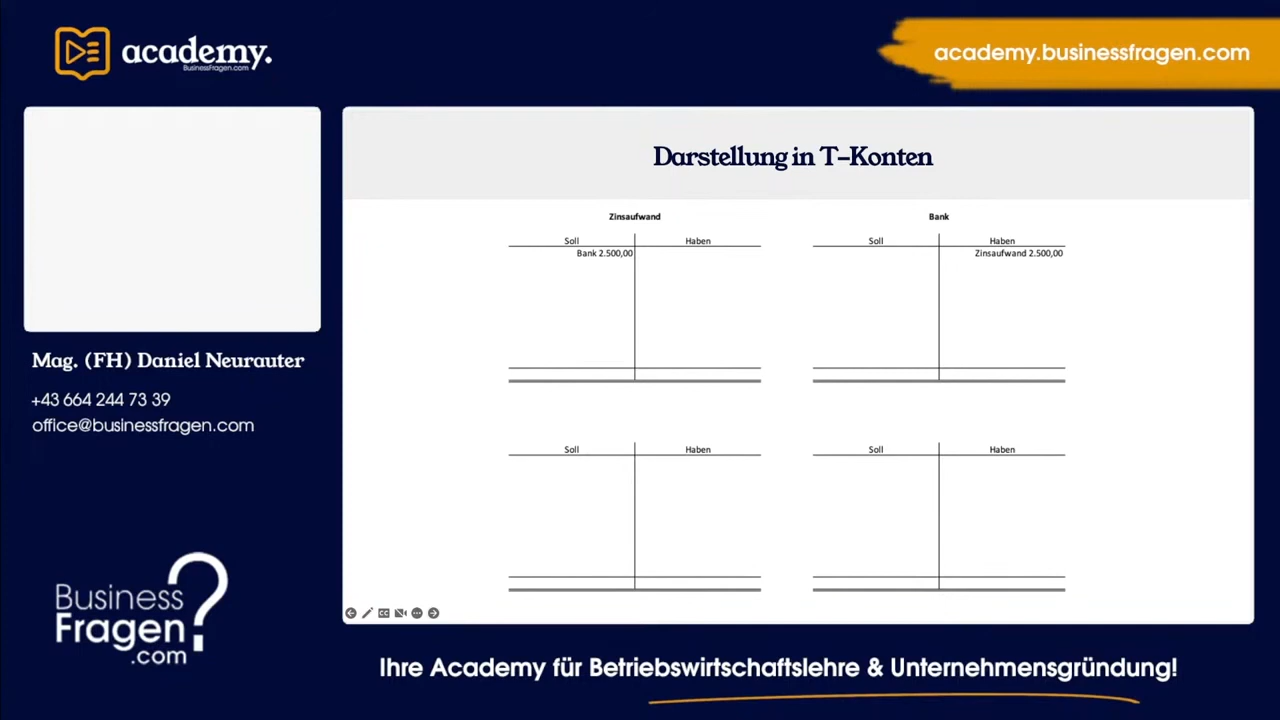 academy.
BusinessFragen.com
academy.businessfragen.com
Darstellung in T-Konten
Zinsaufwand
Bank
Soll Haben
Soll Haben
Bank 2.500,00
Zinsaufwand 2.500,00
Soll Haben
Soll Haben
Mag. (FH) Daniel Neurauter
+43 664 244 73 39
office@businessfragen.com
Business
Fragen
.com
?
CC
Ihre Academy für Betriebswirtschaftslehre & Unternehmensgründung!